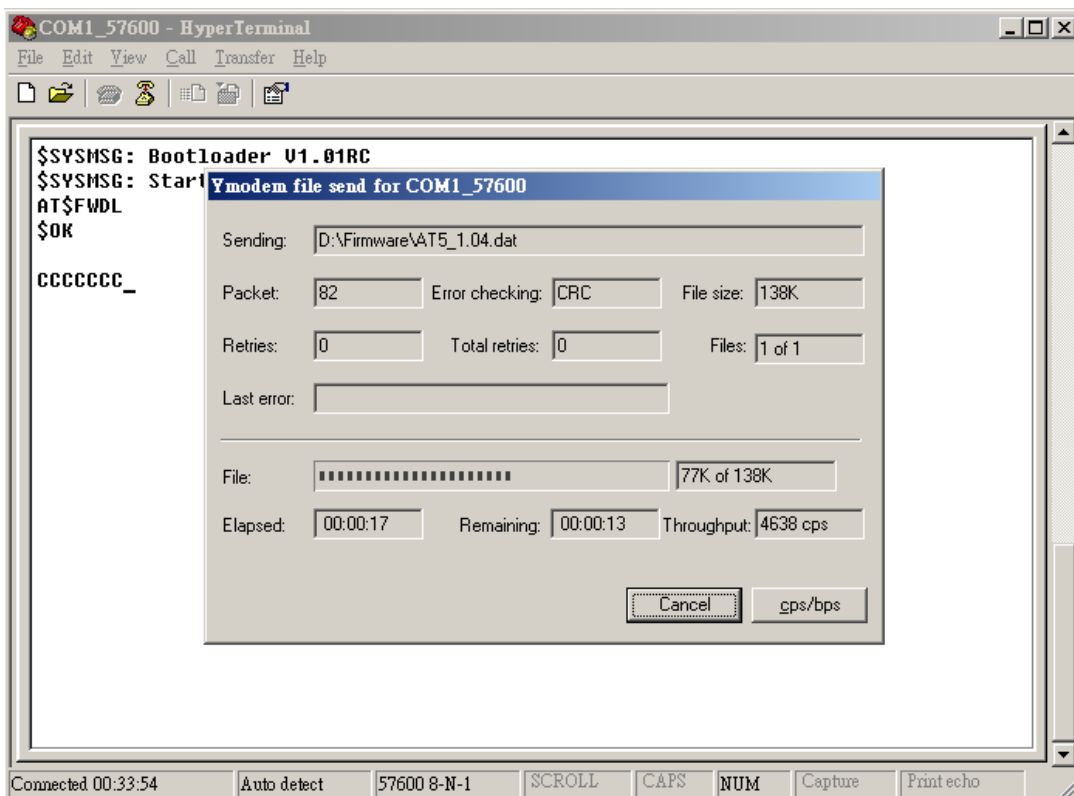 COM1_57600 - HyperTerminal
File Edit View Call Transfer Help
$SYSMSG: Bootloader V1.01RC
$SYSMSG: Start
AT$FWDL
$OK
CCCCCCC_
Ymodem file send for COM1_57600
Sending: D:\Firmware\AT5_1.04.dat
Packet: 82 Error checking: CRC File size: 138K
Retries: 0 Total retries: 0 Files: 1 of 1
Last error:
File: 77K of 138K
Elapsed: 00:00:17 Remaining: 00:00:13 Throughput: 4638 cps
Cancel cps/bps
Connected 00:33:54 Auto detect 57600 8-N-1 SCROLL CAPS NUM Capture Print echo